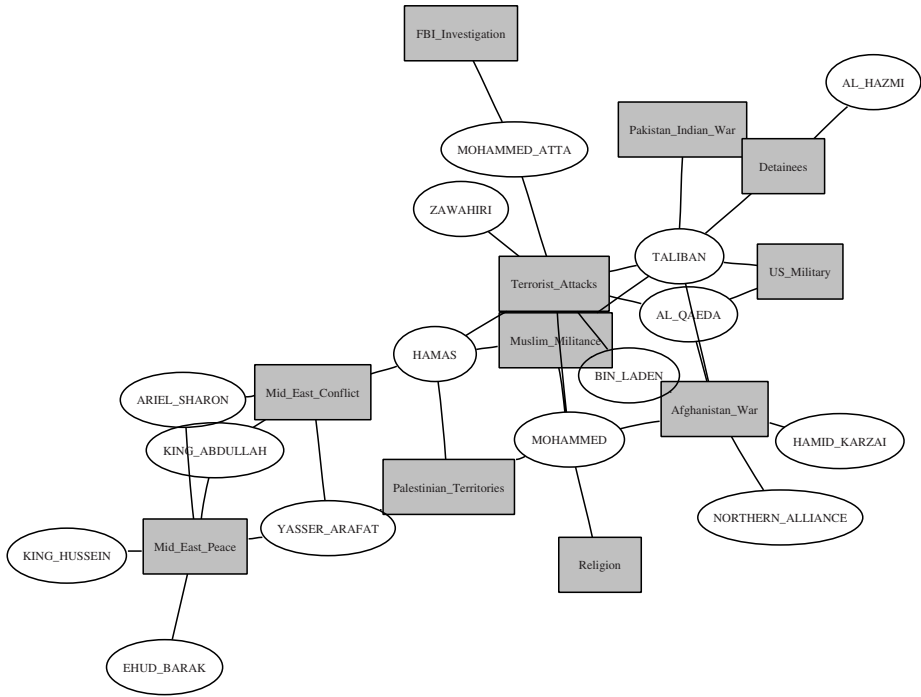 FBI_Investigation
AL_HAZMI
Pakistan_Indian_War
MOHAMMED_ATTA
Detainees
ZAWAHIRI
TALIBAN
Terrorist_Attacks
US_Military
AL_QAEDA
Muslim_Militance
HAMAS
BIN_LADEN
Mid_East_Conflict
ARIEL_SHARON
Afghanistan_War
MOHAMMED
HAMID_KARZAI
KING_ABDULLAH
Palestinian_Territories
NORTHERN_ALLIANCE
YASSER_ARAFAT
Mid_East_Peace
KING_HUSSEIN
Religion
EHUD_BARAK